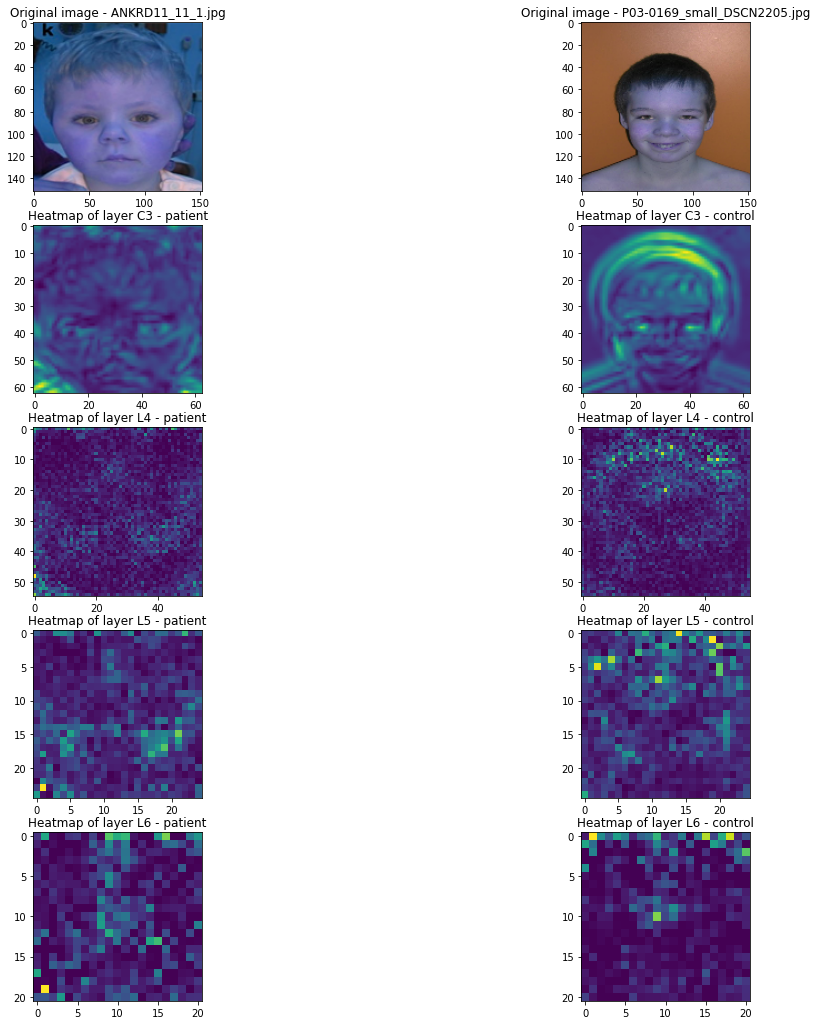 Original image - ANKRD11_11_1.jpg
Original image - P03-0169_small_DSCN2205.jpg
k
0
20
40
60
80
100
120
140
0 50 100 150
0
20
40
60
80
100
120
140
0 50 100 150
Heatmap of layer C3 - patient
Heatmap of layer C3 - control
0
10
20
30
40
50
60
0 20 40 60
0
10
20
30
40
50
60
0 20 40 60
Heatmap of layer L4 - patient
Heatmap of layer L4 - control
0
10
20
30
40
50
0 20 40
0
10
20
30
40
50
0 20 40
Heatmap of layer L5 - patient
Heatmap of layer L5 - control
0
5
10
15
20
0 5 10 15 20
0
5
10
15
20
0 5 10 15 20
Heatmap of layer L6 - patient
Heatmap of layer L6 - control
0
5
10
15
20
0 5 10 15 20
0
5
10
15
20
0 5 10 15 20